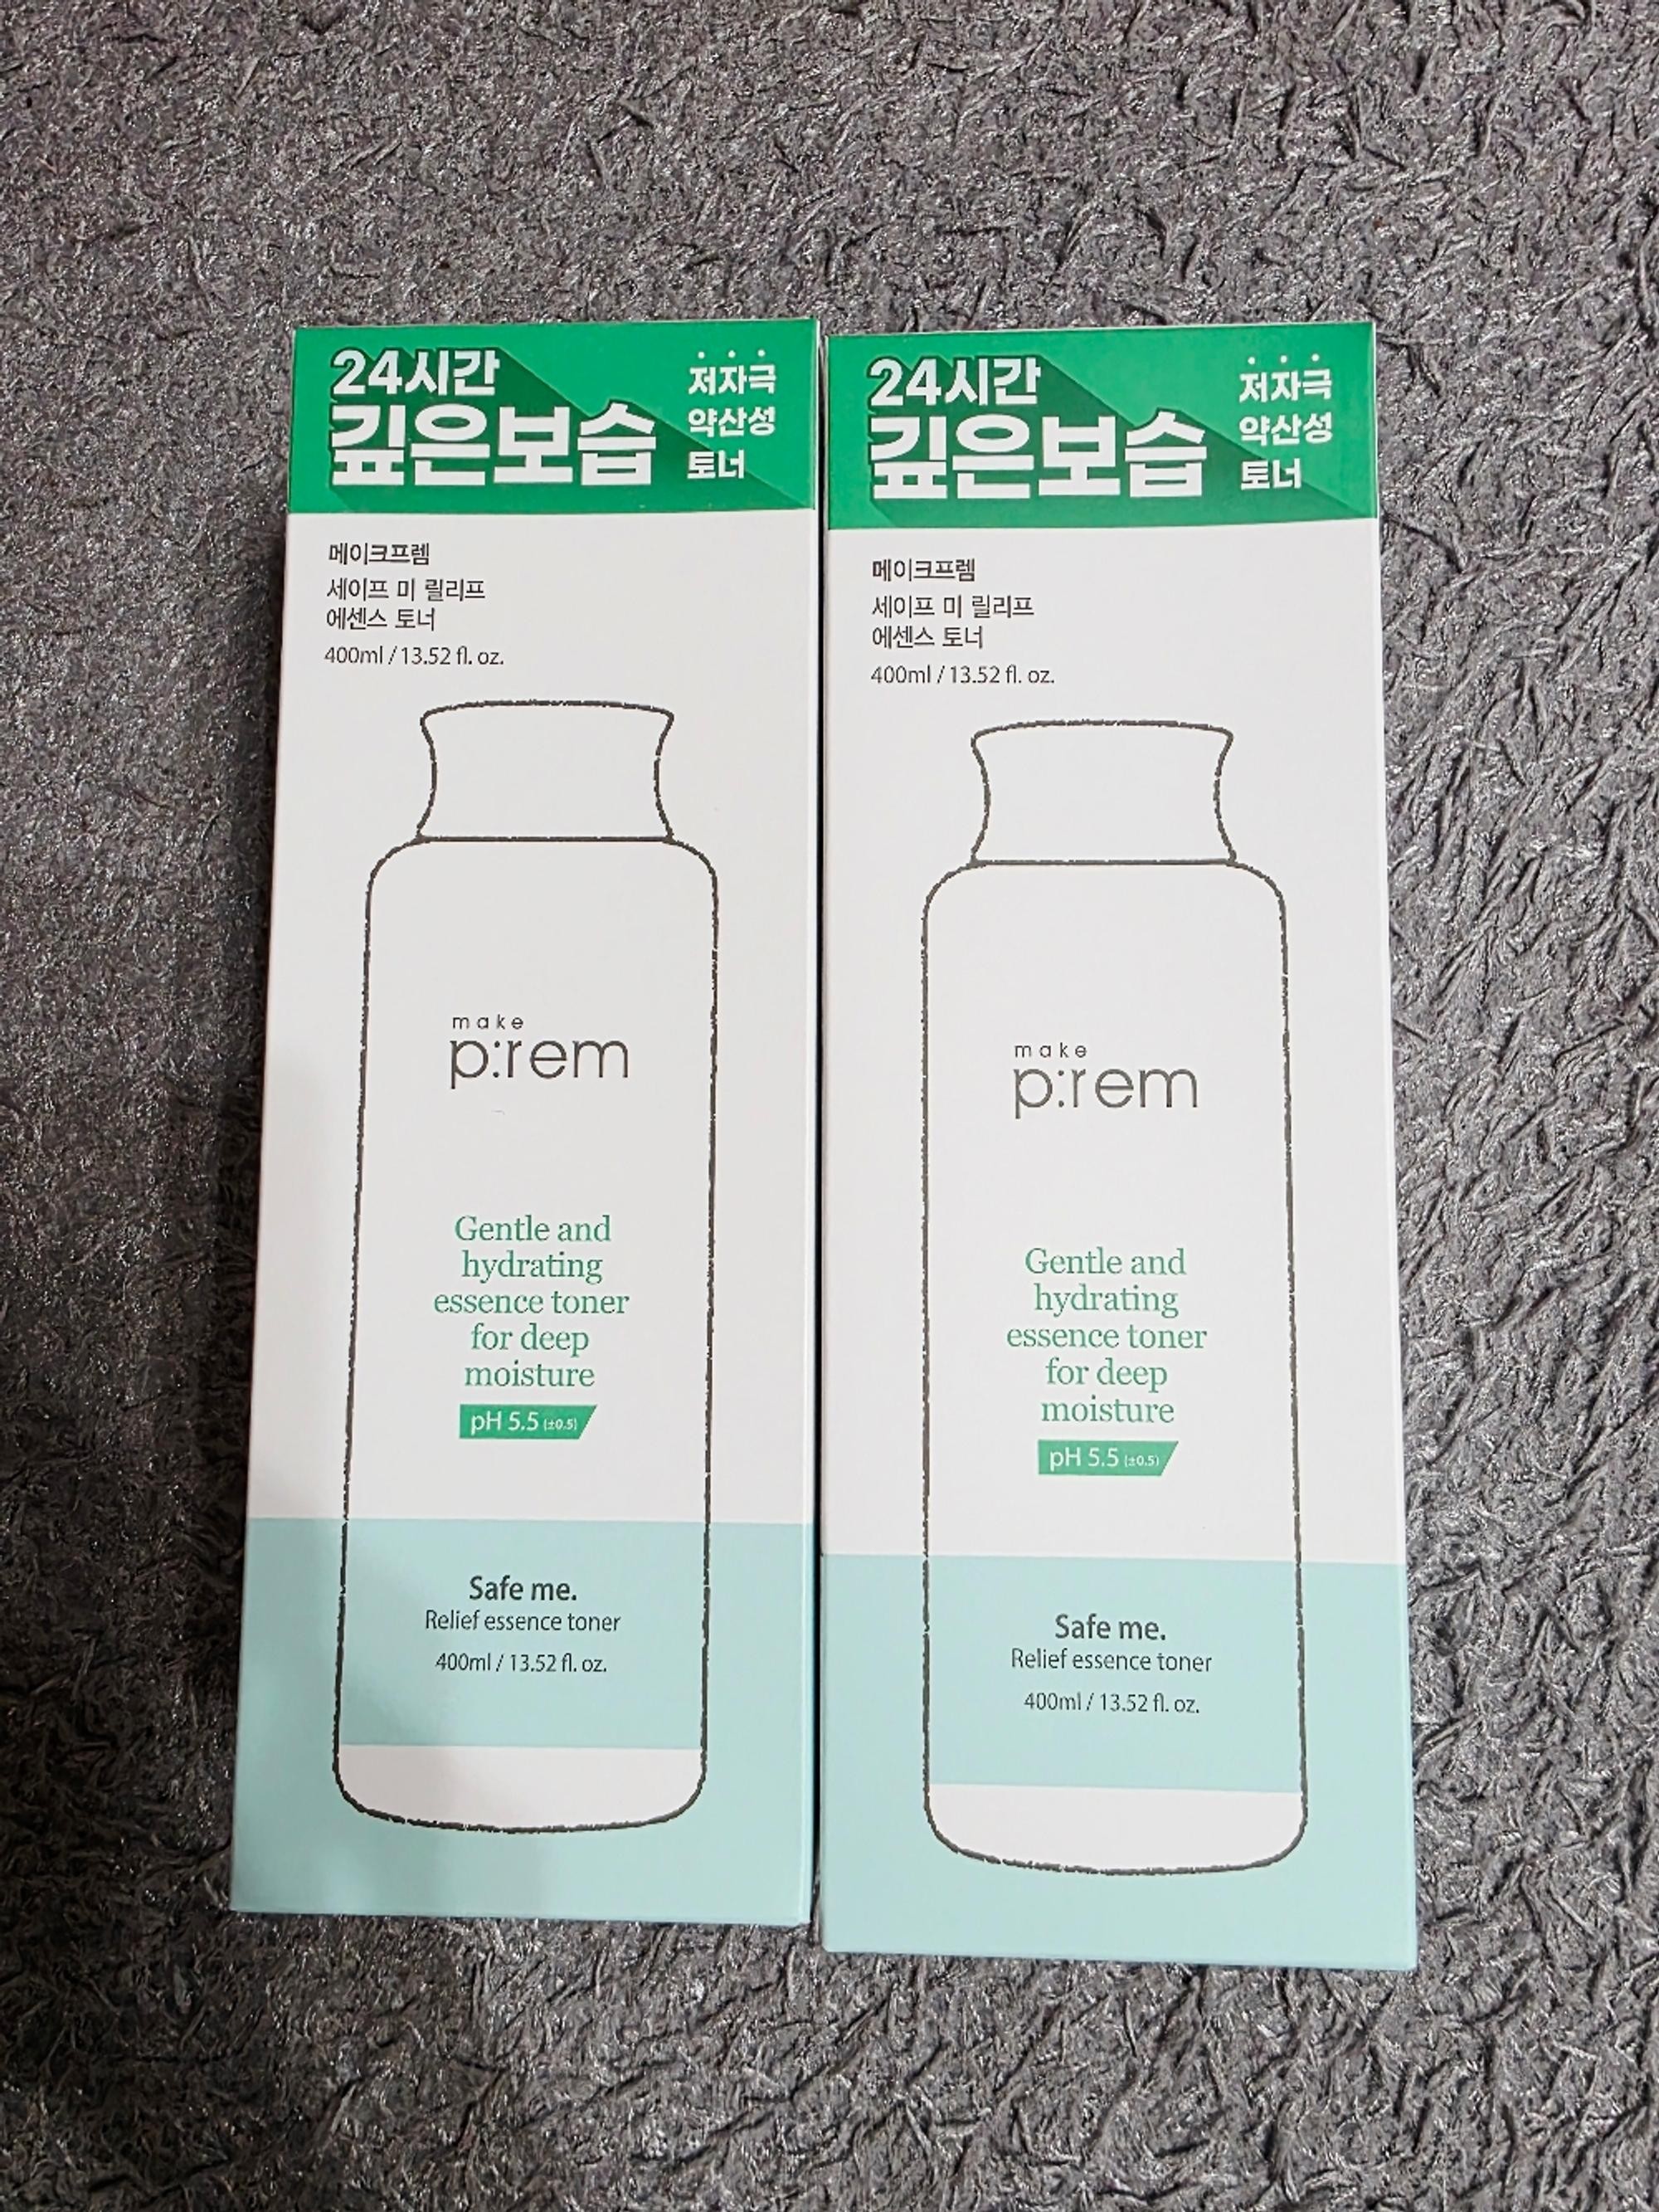 24시간
깊은보습
저자극
약산성
토너
메이크프렘
세이프 미 릴리프
에센스 토너
400ml / 13.52 fl. oz.
make
p:rem
Gentle and
hydrating
essence toner
for deep
moisture
pH 5.5 (±0.5)
Safe me.
Relief essence toner
400ml / 13.52 fl. oz.
24시간
깊은보습
저자극
약산성
토너
메이크프렘
세이프 미 릴리프
에센스 토너
400ml / 13.52 fl. oz.
make
p:rem
Gentle and
hydrating
essence toner
for deep
moisture
pH 5.5 (±0.5)
Safe me.
Relief essence toner
400ml / 13.52 fl. oz.